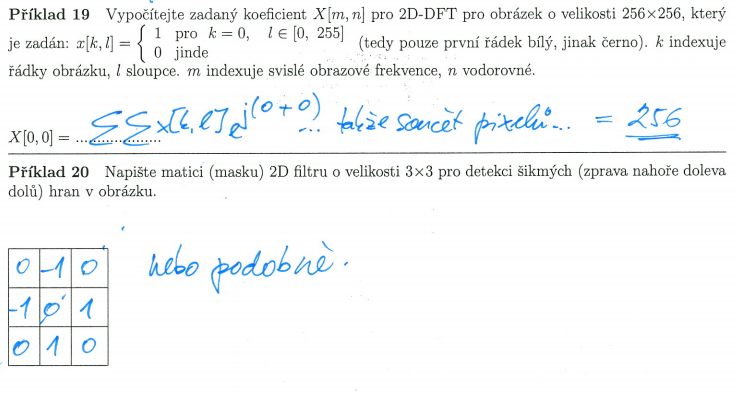 Příklad 19 Vypočítejte zadaný koeficient X[m, n] pro 2D-DFT pro obrázek o velikosti 256×256, který
je zadán: x[k, l] = { 1 pro k = 0, l ∈ [0, 255]
0 jinde
(tedy pouze první řádek bílý, jinak černo). k indexuje
řádky obrázku, l sloupce. m indexuje svislé obrazové frekvence, n vodorovné.
X[0, 0] = ΣΣ x[k, l] e^j(0+0) ... takže součet pixelů... = 256
Příklad 20 Napište matici (masku) 2D filtru o velikosti 3×3 pro detekci šikmých (zprava nahoře doleva
dolů) hran v obrázku.
0 -1 0 nebo podobně.
-1 0 1
0 1 0